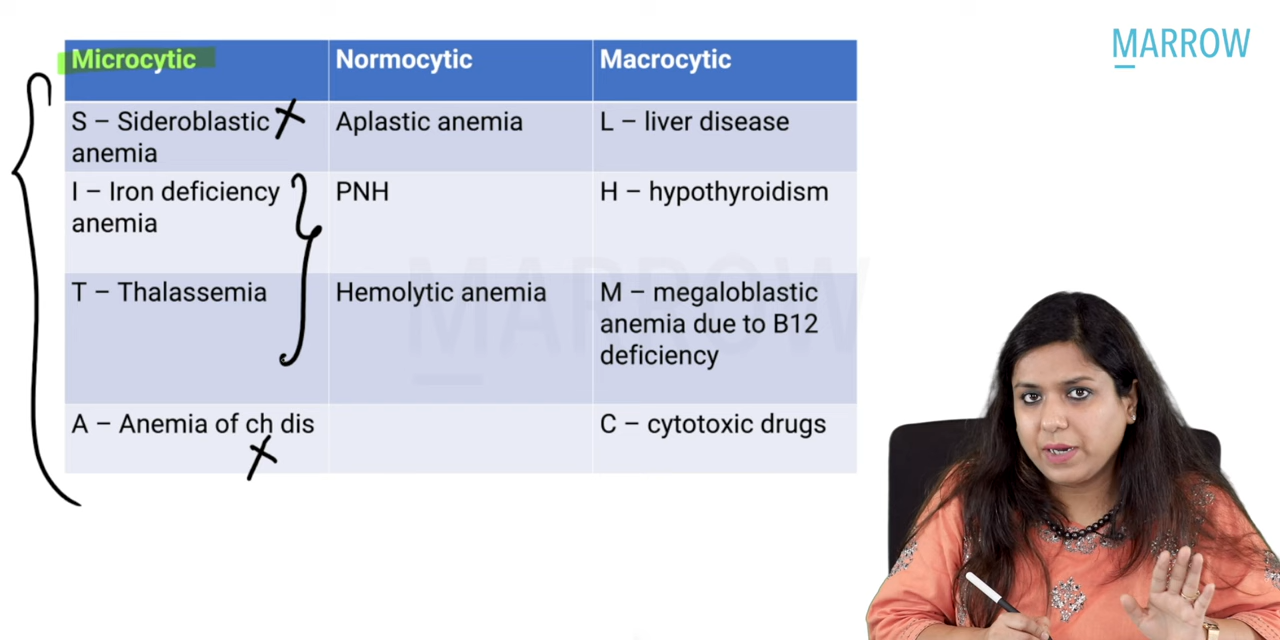 MARROW
Microcytic
Normocytic
Macrocytic
S – Sideroblastic
anemia
Aplastic anemia
L – liver disease
I – Iron deficiency
anemia
PNH
H – hypothyroidism
T – Thalassemia
Hemolytic anemia
M – megaloblastic
anemia due to B12
deficiency
A – Anemia of ch dis
C – cytotoxic drugs
MARROW